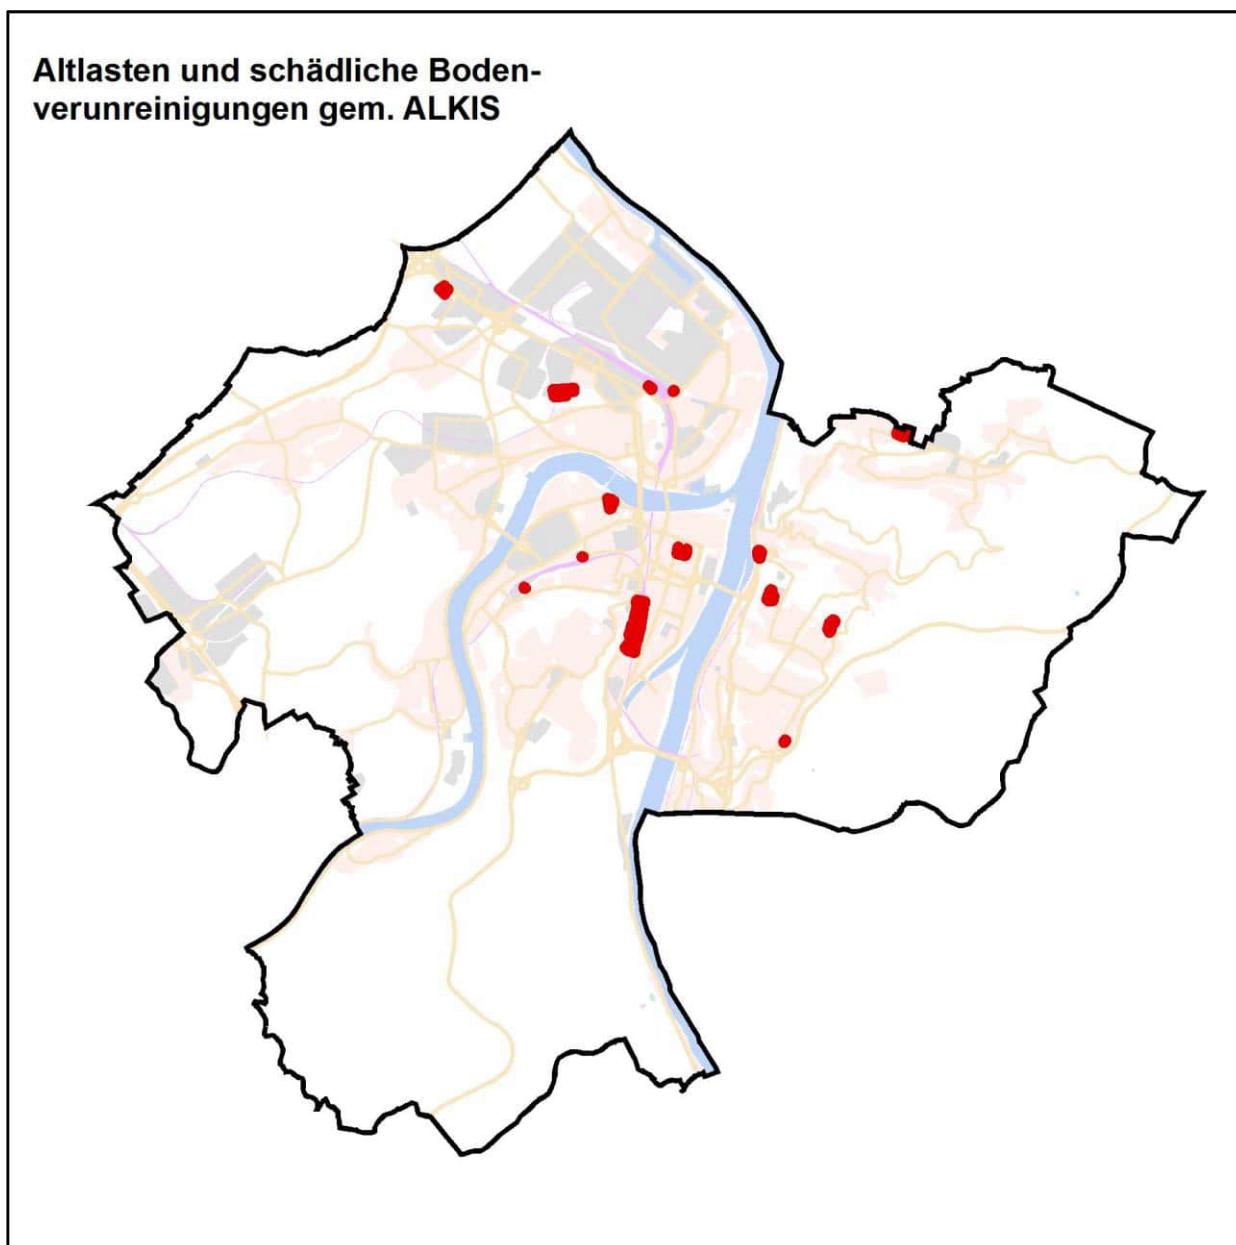 Altlasten und schädliche Boden-
verunreinigungen gem. ALKIS